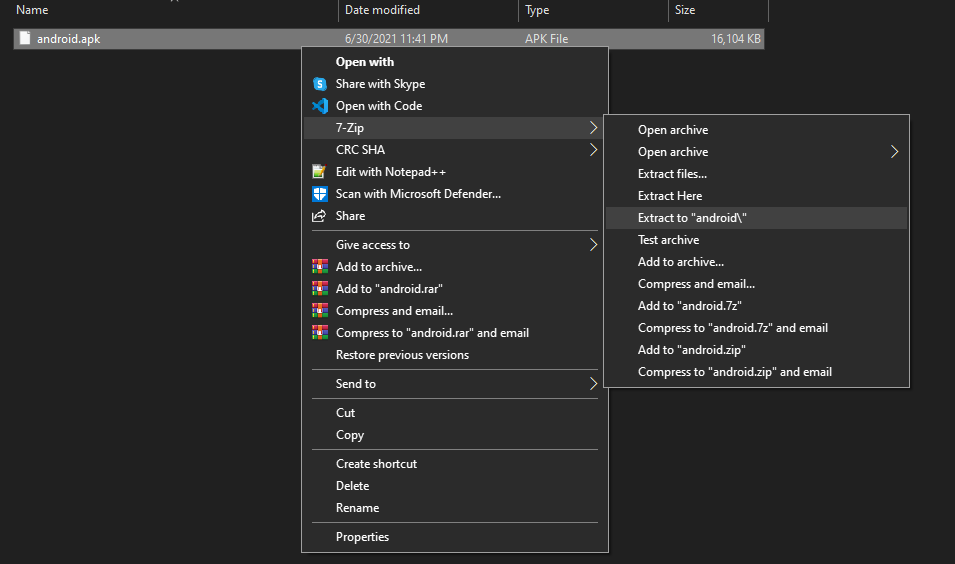 Name Date modified Type Size
android.apk 6/30/2021 11:41 PM APK File 16,104 KB
Open with
Share with Skype
Open with Code
7-Zip
CRC SHA
Edit with Notepad++
Scan with Microsoft Defender...
Share
Give access to
Add to archive...
Add to "android.rar"
Compress and email...
Compress to "android.rar" and email
Restore previous versions
Send to
Cut
Copy
Create shortcut
Delete
Rename
Properties
Open archive
Open archive
Extract files...
Extract Here
Extract to "android\"
Test archive
Add to archive...
Compress and email...
Add to "android.7z"
Compress to "android.7z" and email
Add to "android.zip"
Compress to "android.zip" and email